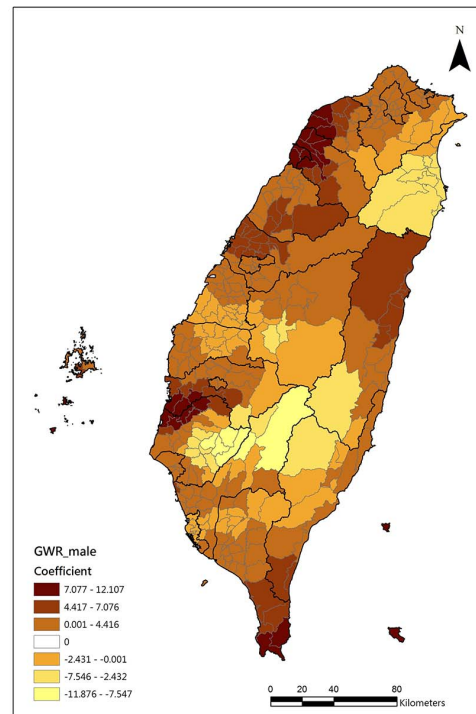 N
GWR_male
Coefficient
7.077 - 12.107
4.417 - 7.076
0.001 - 4.416
0
-2.431 - -0.001
-7.546 - -2.432
-11.876 - -7.547
0 20 40 80
Kilometers